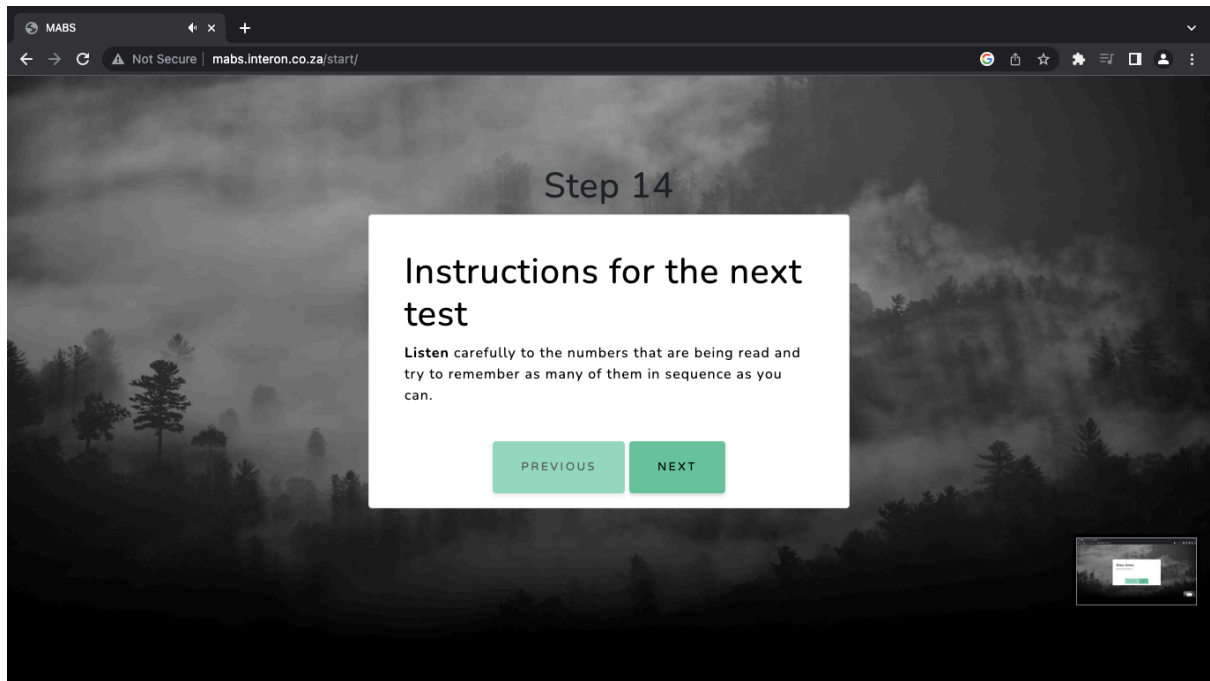 MABS
Not Secure
mabs.interon.co.za/start/
Step 14
Instructions for the next
test
Listen carefully to the numbers that are being read and
try to remember as many of them in sequence as you
can.
PREVIOUS NEXT